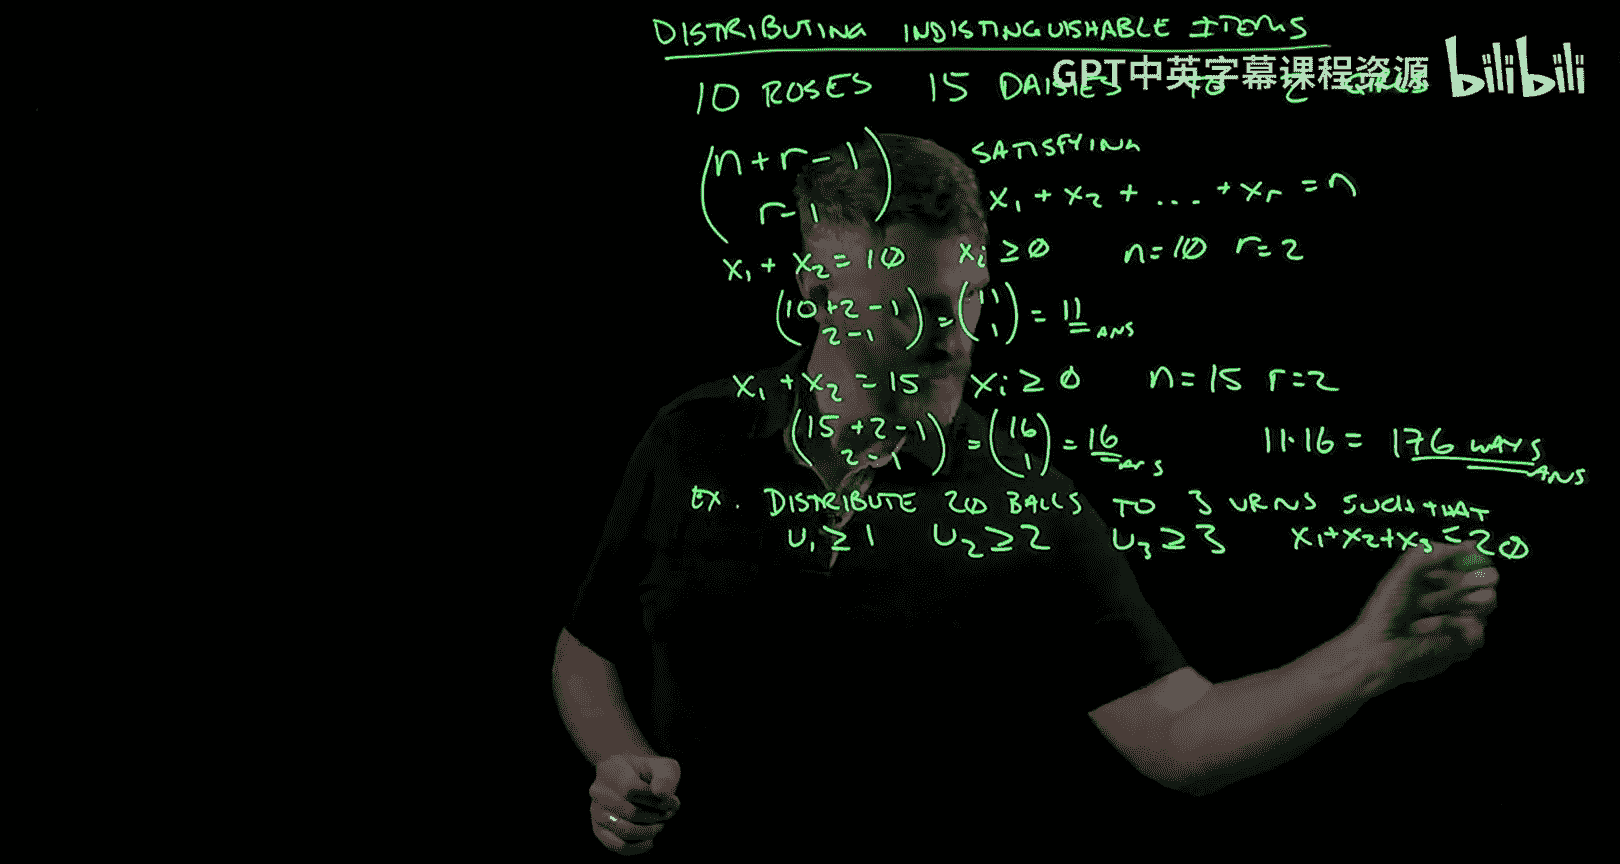 DISTRIBUTING INDISTINGUISHABLE ITEMS
GPT中英字幕课程资源 bilibili
10 ROSES 15 DAISIES TO 2 GIRLS
(n+r-1 / r-1) SATISFYING
x₁ + x₂ + ... + xᵣ = n
x₁ + x₂ = 10 xᵢ ≥ 0 n=10 r=2
(10+2-1 / 2-1) = (11 / 1) = 11 ANS
x₁ + x₂ = 15 xᵢ ≥ 0 n=15 r=2
(15+2-1 / 2-1) = (16 / 1) = 16 ANS 11·16 = 176 WAYS ANS
EX. DISTRIBUTE 20 BALLS TO 3 URNS SUCH THAT
U₁ ≥ 1 U₂ ≥ 2 U₃ ≥ 3 x₁+x₂+x₃ = 20